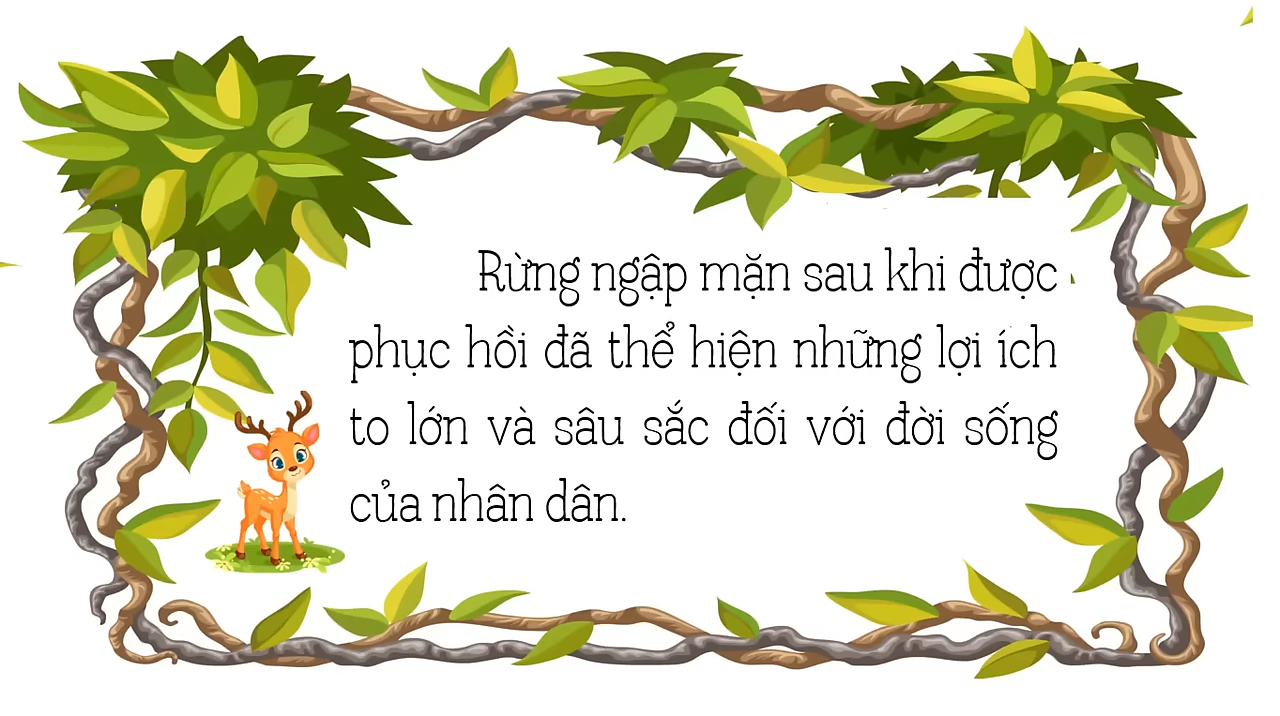 Rừng ngập mặn sau khi được
phục hồi đã thể hiện những lợi ích
to lớn và sâu sắc đối với đời sống
của nhân dân.